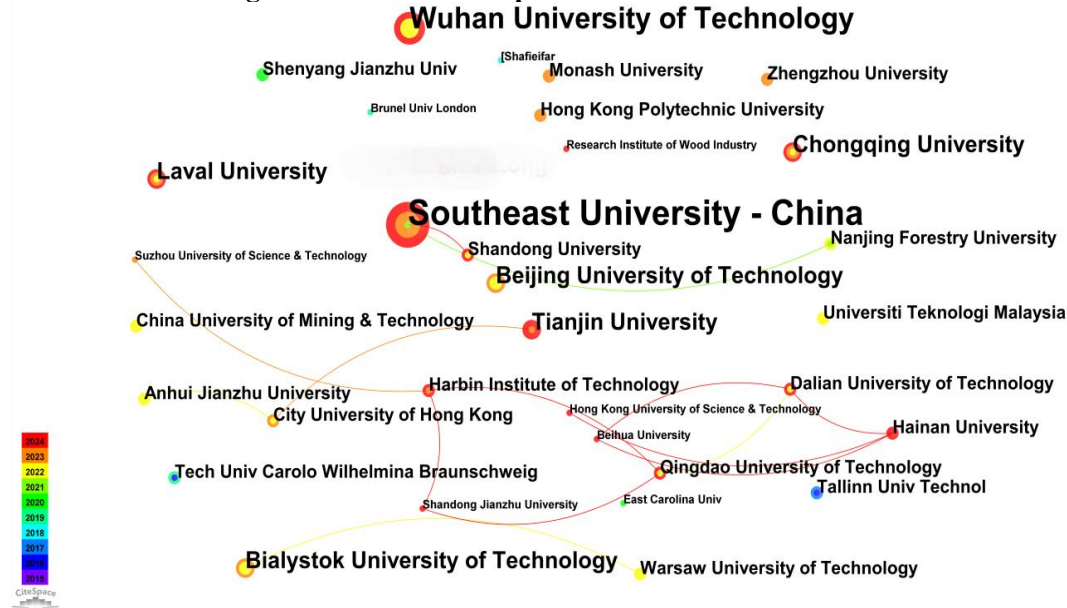 Wuhan University of Technology
[Shafieifar
Shenyang Jianzhu Univ
Monash University
Zhengzhou University
Brunel Univ London
Hong Kong Polytechnic University
Research Institute of Wood Industry
Chongqing University
Laval University
Southeast University - China
Nanjing Forestry University
Shandong University
Suzhou University of Science & Technology
Beijing University of Technology
China University of Mining & Technology
Tianjin University
Universiti Teknologi Malaysia
Anhui Jianzhu University
Harbin Institute of Technology
Dalian University of Technology
City University of Hong Kong
Hong Kong University of Science & Technology
Beihua University
Hainan University
Tech Univ Carolo Wilhelmina Braunschweig
Qingdao University of Technology
Tallinn Univ Technol
Shandong Jianzhu University
East Carolina Univ
Bialystok University of Technology
Warsaw University of Technology
2024
2023
2022
2021
2020
2019
2018
2017
2016
2015
CiteSpace